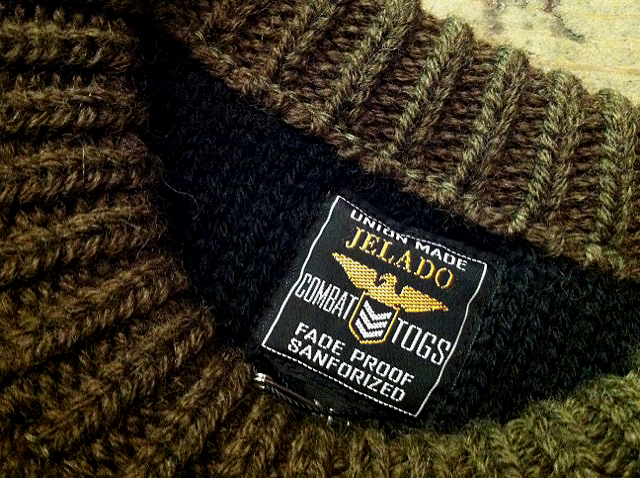 UNION MADE
JELADO
COMBAT TOGS
FADE PROOF
SANFORIZED